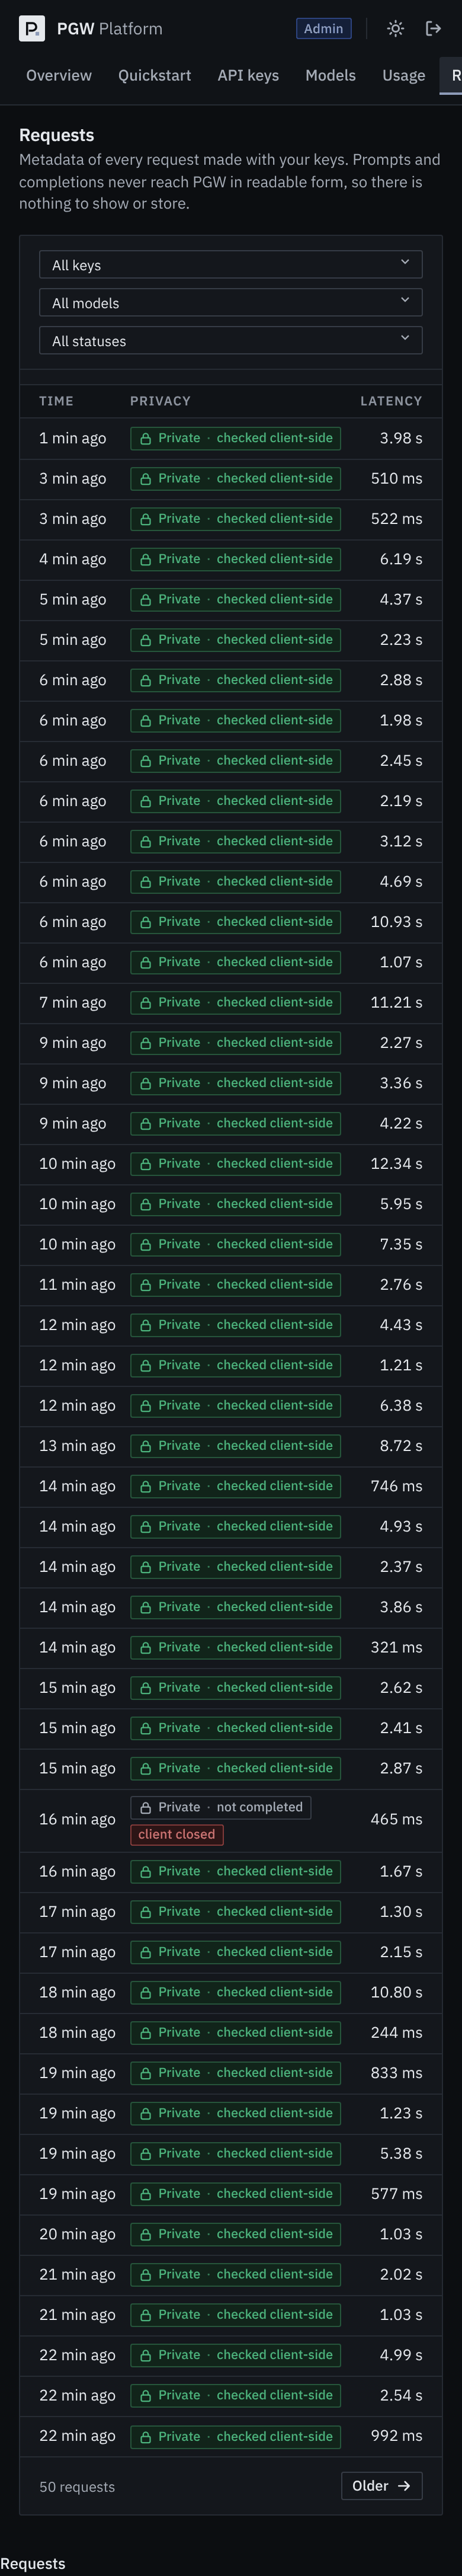 P. PGW Platform Admin
Overview Quickstart API keys Models Usage R
Requests
Metadata of every request made with your keys. Prompts and
completions never reach PGW in readable form, so there is
nothing to show or store.
All keys
All models
All statuses
TIME PRIVACY LATENCY
1 min ago Private · checked client-side 3.98 s
3 min ago Private · checked client-side 510 ms
3 min ago Private · checked client-side 522 ms
4 min ago Private · checked client-side 6.19 s
5 min ago Private · checked client-side 4.37 s
5 min ago Private · checked client-side 2.23 s
6 min ago Private · checked client-side 2.88 s
6 min ago Private · checked client-side 1.98 s
6 min ago Private · checked client-side 2.45 s
6 min ago Private · checked client-side 2.19 s
6 min ago Private · checked client-side 3.12 s
6 min ago Private · checked client-side 4.69 s
6 min ago Private · checked client-side 10.93 s
6 min ago Private · checked client-side 1.07 s
7 min ago Private · checked client-side 11.21 s
9 min ago Private · checked client-side 2.27 s
9 min ago Private · checked client-side 3.36 s
9 min ago Private · checked client-side 4.22 s
10 min ago Private · checked client-side 12.34 s
10 min ago Private · checked client-side 5.95 s
10 min ago Private · checked client-side 7.35 s
11 min ago Private · checked client-side 2.76 s
12 min ago Private · checked client-side 4.43 s
12 min ago Private · checked client-side 1.21 s
12 min ago Private · checked client-side 6.38 s
13 min ago Private · checked client-side 8.72 s
14 min ago Private · checked client-side 746 ms
14 min ago Private · checked client-side 4.93 s
14 min ago Private · checked client-side 2.37 s
14 min ago Private · checked client-side 3.86 s
14 min ago Private · checked client-side 321 ms
15 min ago Private · checked client-side 2.62 s
15 min ago Private · checked client-side 2.41 s
15 min ago Private · checked client-side 2.87 s
16 min ago Private · not completed 465 ms
client closed
16 min ago Private · checked client-side 1.67 s
17 min ago Private · checked client-side 1.30 s
17 min ago Private · checked client-side 2.15 s
18 min ago Private · checked client-side 10.80 s
18 min ago Private · checked client-side 244 ms
19 min ago Private · checked client-side 833 ms
19 min ago Private · checked client-side 1.23 s
19 min ago Private · checked client-side 5.38 s
19 min ago Private · checked client-side 577 ms
20 min ago Private · checked client-side 1.03 s
21 min ago Private · checked client-side 2.02 s
21 min ago Private · checked client-side 1.03 s
22 min ago Private · checked client-side 4.99 s
22 min ago Private · checked client-side 2.54 s
22 min ago Private · checked client-side 992 ms
50 requests Older →
Requests